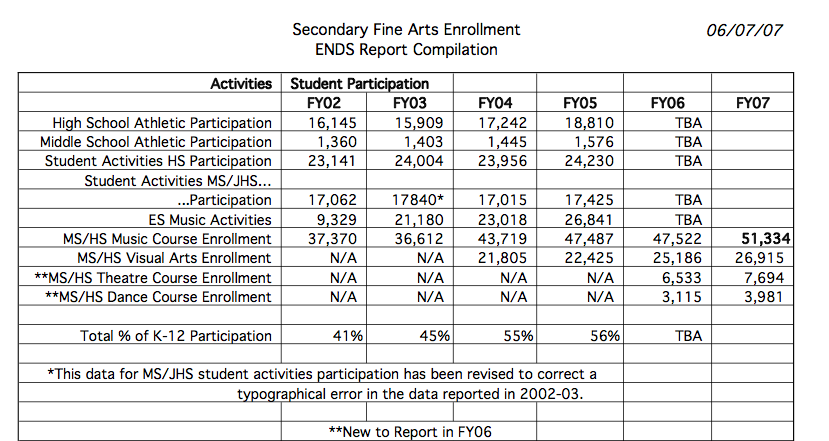 Secondary Fine Arts Enrollment 06/07/07
ENDS Report Compilation
Activities Student Participation
FY02 FY03 FY04 FY05 FY06 FY07
High School Athletic Participation 16,145 15,909 17,242 18,810 TBA
Middle School Athletic Participation 1,360 1,403 1,445 1,576 TBA
Student Activities HS Participation 23,141 24,004 23,956 24,230 TBA
Student Activities MS/JHS...
...Participation 17,062 17840* 17,015 17,425 TBA
ES Music Activities 9,329 21,180 23,018 26,841 TBA
MS/HS Music Course Enrollment 37,370 36,612 43,719 47,487 47,522 51,334
MS/HS Visual Arts Enrollment N/A N/A 21,805 22,425 25,186 26,915
**MS/HS Theatre Course Enrollment N/A N/A N/A N/A 6,533 7,694
**MS/HS Dance Course Enrollment N/A N/A N/A N/A 3,115 3,981
Total % of K-12 Participation 41% 45% 55% 56% TBA
*This data for MS/JHS student activities participation has been revised to correct a
typographical error in the data reported in 2002-03.
**New to Report in FY06